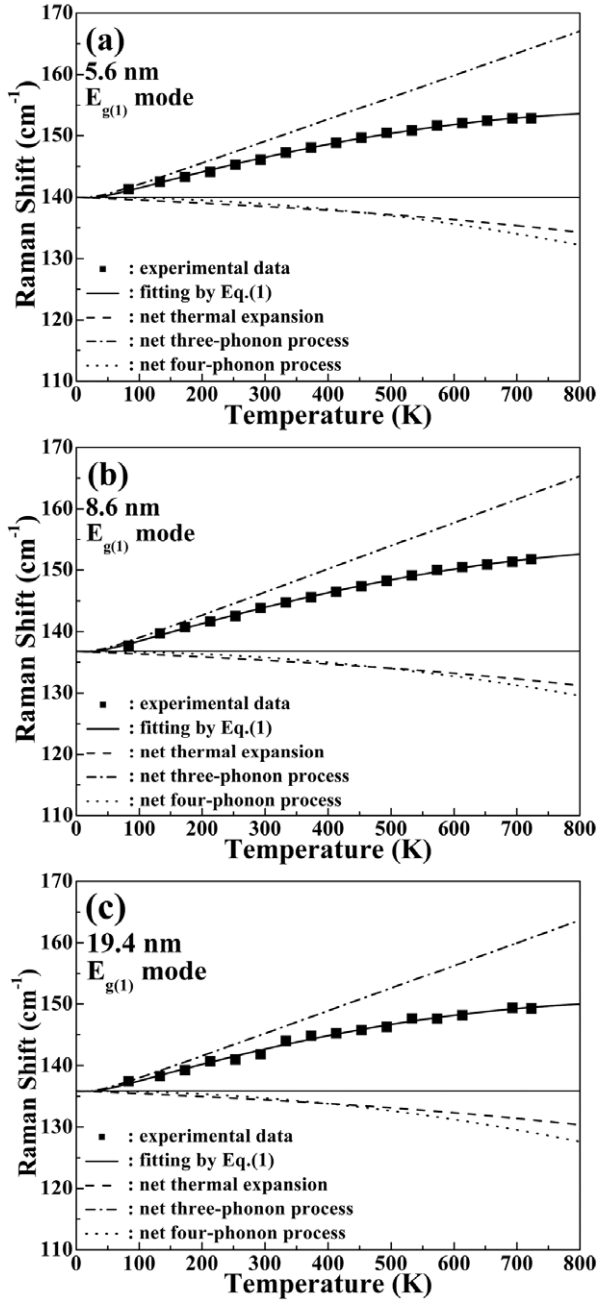 (a)
5.6 nm
E_g(1) mode
170
160
150
140
130
120
110
Raman Shift (cm^-1)
■ : experimental data
: fitting by Eq.(1)
: net thermal expansion
: net three-phonon process
: net four-phonon process
0 100 200 300 400 500 600 700 800
Temperature (K)
(b)
8.6 nm
E_g(1) mode
170
160
150
140
130
120
110
Raman Shift (cm^-1)
■ : experimental data
: fitting by Eq.(1)
: net thermal expansion
: net three-phonon process
: net four-phonon process
0 100 200 300 400 500 600 700 800
Temperature (K)
(c)
19.4 nm
E_g(1) mode
170
160
150
140
130
120
110
Raman Shift (cm^-1)
■ : experimental data
: fitting by Eq.(1)
: net thermal expansion
: net three-phonon process
: net four-phonon process
0 100 200 300 400 500 600 700 800
Temperature (K)